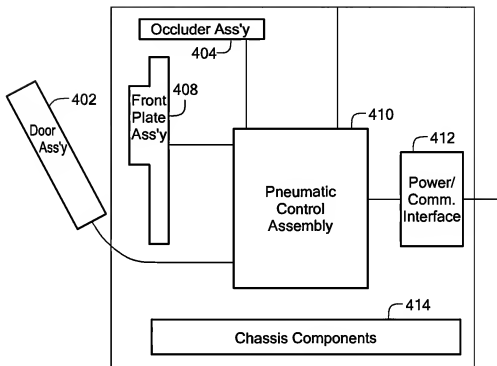 Occluder Ass'y
404
402
408
Front
Plate
Ass'y
Door
Ass'y
410
412
Pneumatic
Control
Assembly
Power/
Comm.
Interface
414
Chassis Components